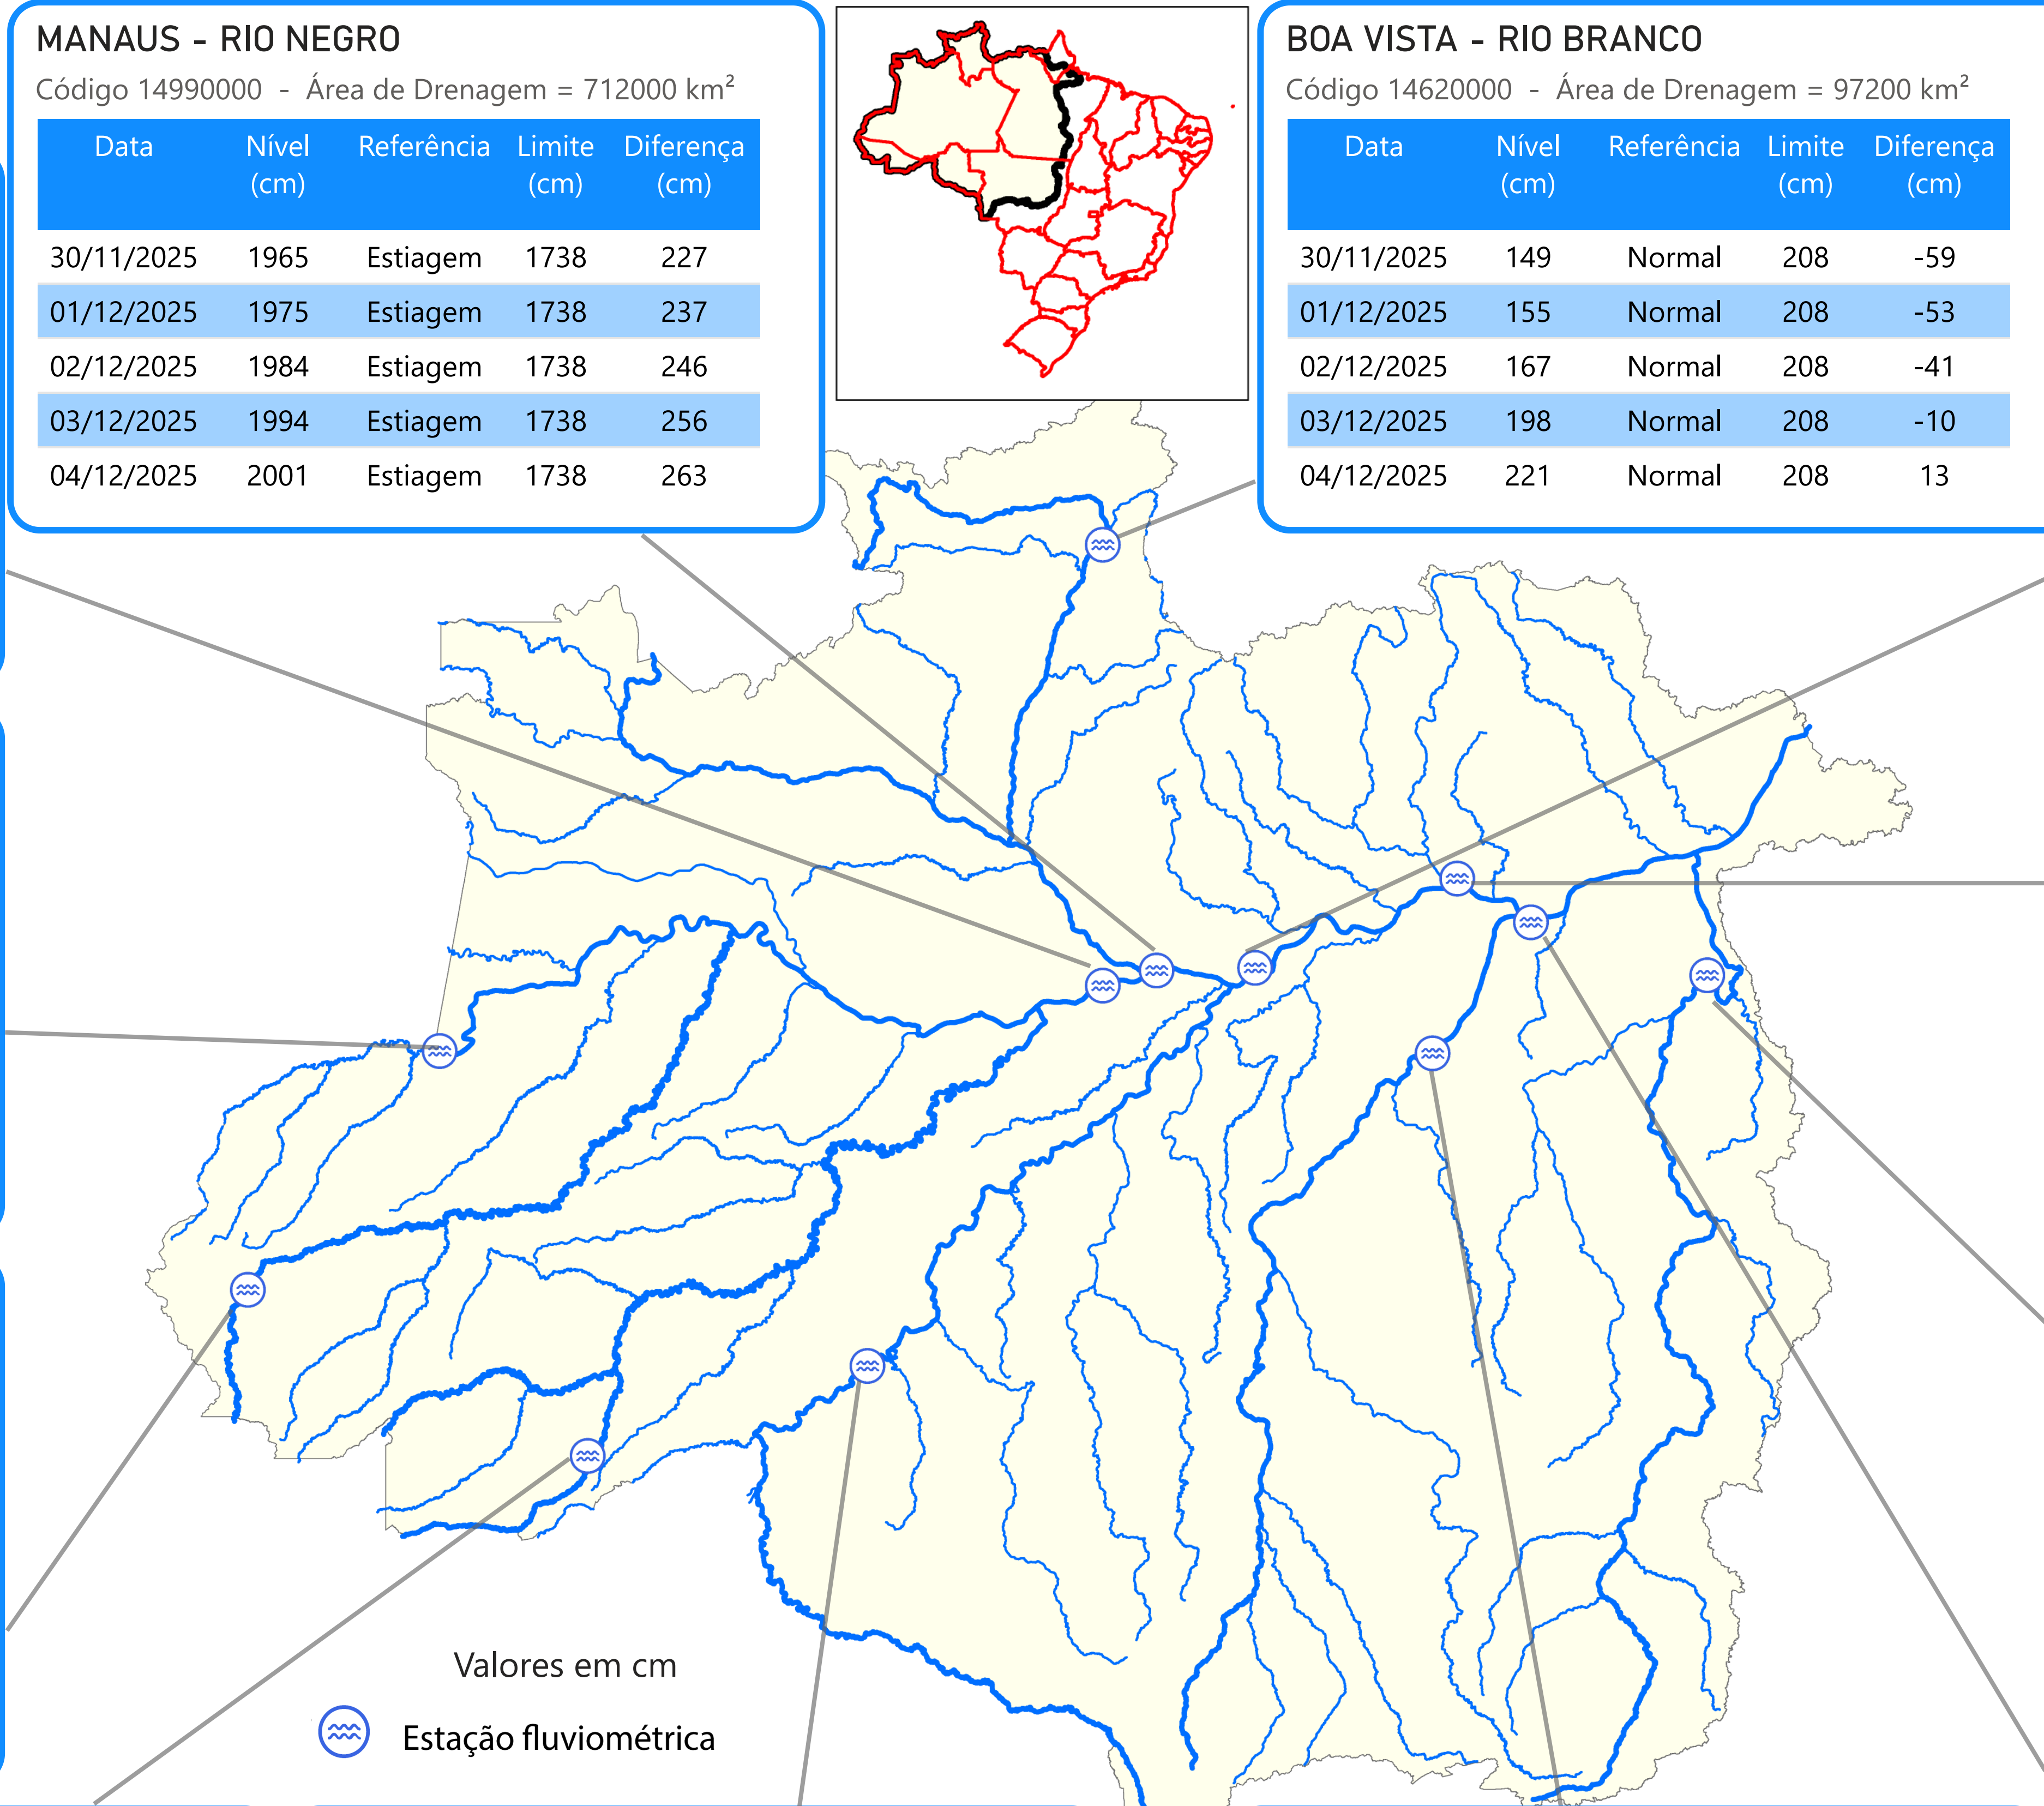 MANAUS - RIO NEGRO
Código 14990000 - Área de Drenagem = 712000 km²
Data Nível (cm) Referência Limite (cm) Diferença (cm)
30/11/2025 1965 Estiagem 1738 227
01/12/2025 1975 Estiagem 1738 237
02/12/2025 1984 Estiagem 1738 246
03/12/2025 1994 Estiagem 1738 256
04/12/2025 2001 Estiagem 1738 263
BOA VISTA - RIO BRANCO
Código 14620000 - Área de Drenagem = 97200 km²
Data Nível (cm) Referência Limite (cm) Diferença (cm)
30/11/2025 149 Normal 208 -59
01/12/2025 155 Normal 208 -53
02/12/2025 167 Normal 208 -41
03/12/2025 198 Normal 208 -10
04/12/2025 221 Normal 208 13
Valores em cm
Estação fluviométrica